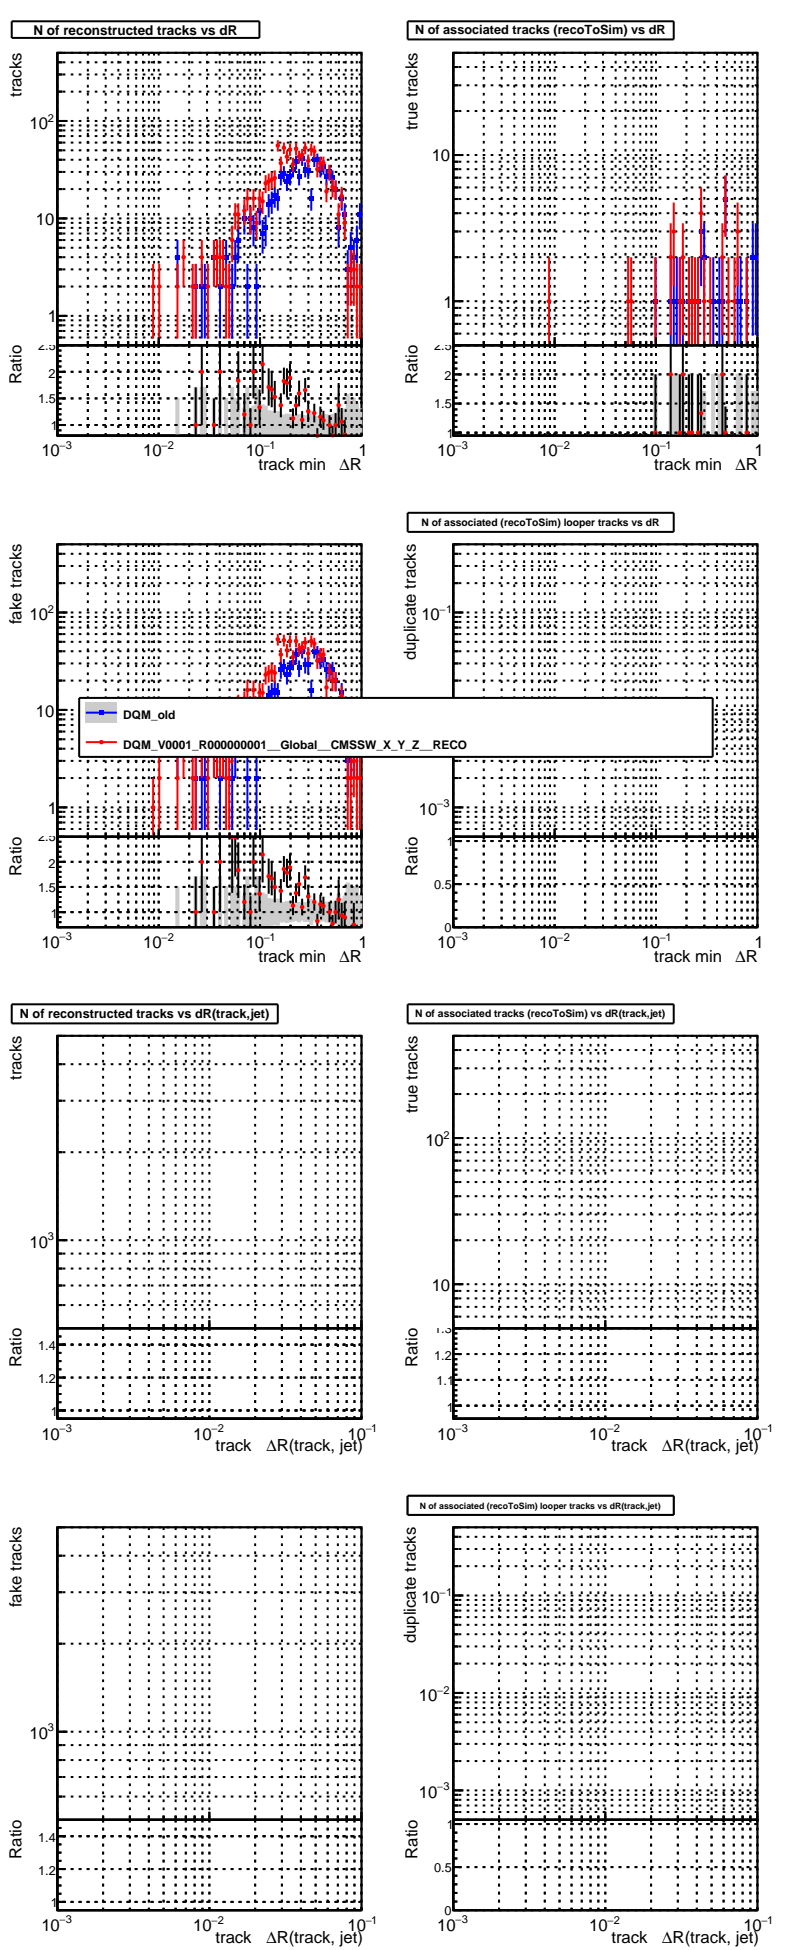 N of reconstructed tracks vs dR
tracks
10²
10
1
Ratio
2.5
2
1.5
1
10⁻³ 10⁻² 10⁻¹ 1
track min ΔR
N of associated tracks (recoToSim) vs dR
true tracks
10
1
Ratio
2.5
2
1.5
1
10⁻³ 10⁻² 10⁻¹ 1
track min ΔR
fake tracks
10²
10
1
Ratio
2.5
2
1.5
1
10⁻³ 10⁻² 10⁻¹ 1
track min ΔR
N of associated (recoToSim) looper tracks vs dR
duplicate tracks
10⁻¹
10⁻³
Ratio
1
0.5
0
10⁻³ 10⁻² 10⁻¹ 1
track min ΔR
DQM_old
DQM_V0001_R000000001__Global__CMSSW_X_Y_Z__RECO
N of reconstructed tracks vs dR(track,jet)
tracks
10³
Ratio
1.4
1.2
1
10⁻³ 10⁻² 10⁻¹
track ΔR(track, jet)
N of associated tracks (recoToSim) vs dR(track,jet)
true tracks
10²
10
Ratio
1.3
1.2
1.1
1
10⁻³ 10⁻² 10⁻¹
track ΔR(track, jet)
fake tracks
10³
Ratio
1.4
1.2
1
10⁻³ 10⁻² 10⁻¹
track ΔR(track, jet)
N of associated (recoToSim) looper tracks vs dR(track,jet)
duplicate tracks
10⁻¹
10⁻²
10⁻³
Ratio
1
0.5
0
10⁻³ 10⁻² 10⁻¹
track ΔR(track, jet)